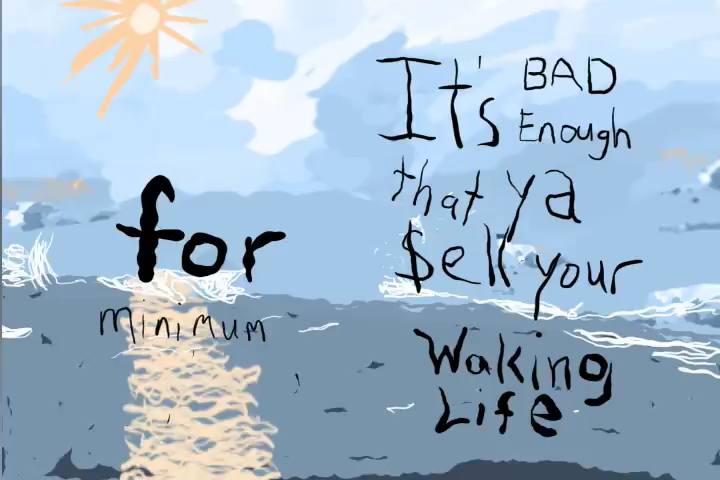 It's BAD
Enough
that ya
$ell your
Waking
Life
for
minimum